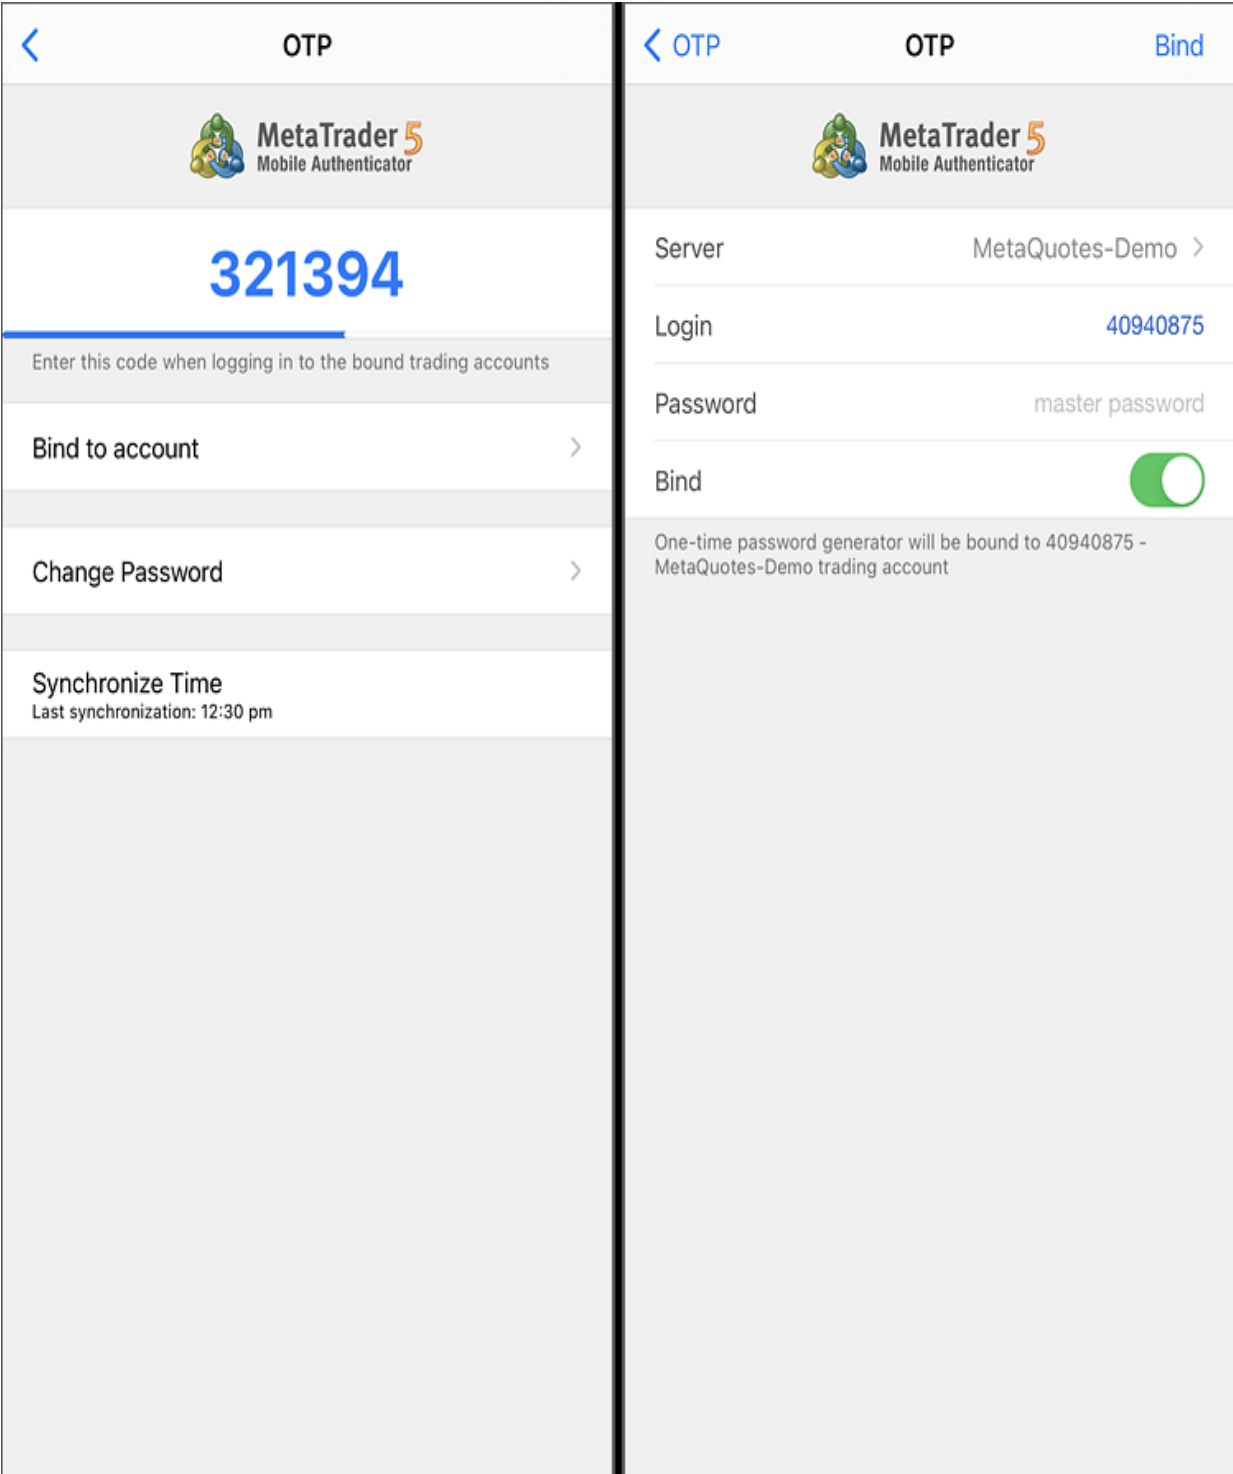 OTP
MetaTrader 5
Mobile Authenticator
321394
Enter this code when logging in to the bound trading accounts
Bind to account
Change Password
Synchronize Time
Last synchronization: 12:30 pm
OTP OTP Bind
MetaTrader 5
Mobile Authenticator
Server MetaQuotes-Demo
Login 40940875
Password master password
Bind
One-time password generator will be bound to 40940875 -
MetaQuotes-Demo trading account